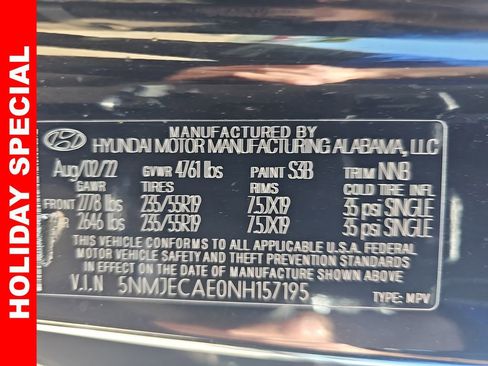 HOLIDAY SPECIAL
MANUFACTURED BY
HYUNDAI MOTOR MANUFACTURING ALABAMA, LLC
Aug/02/22 GVWR 4761 lbs PAINT S3B TRIM NNB
GAWR TIRES RIMS COLD TIRE INFL
FRONT 2778 lbs 235/55R19 7.5JX19 35 psi SINGLE
2646 lbs 235/55R19 7.5JX19 35 psi SINGLE
THIS VEHICLE CONFORMS TO ALL APPLICABLE U.S.A. FEDERAL
MOTOR VEHICLE SAFETY AND THEFT PREVENTION STANDARDS
IN EFFECT ON THE DATE OF MANUFACTURE SHOWN ABOVE.
V.I.N 5NMJECAE0NH157195 TYPE: MPV